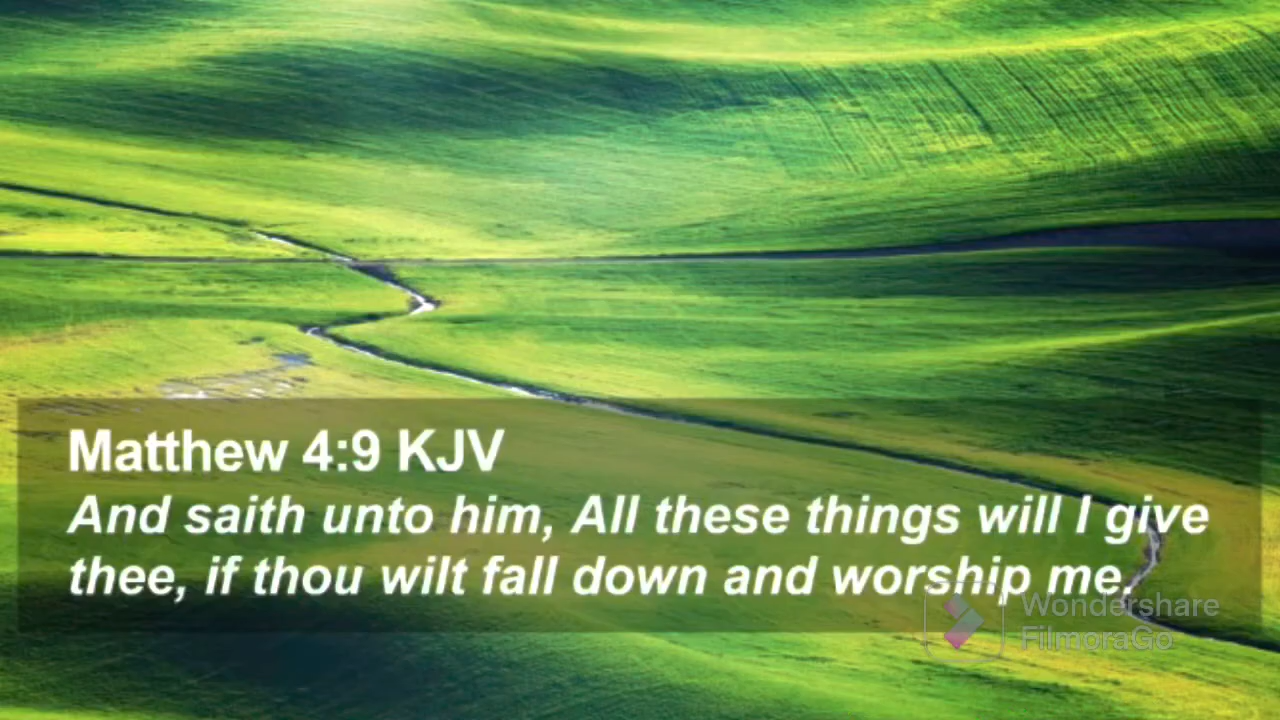 Matthew 4:9 KJV
And saith unto him, All these things will I give
thee, if thou wilt fall down and worship me.
Wondershare
FilmoraGo